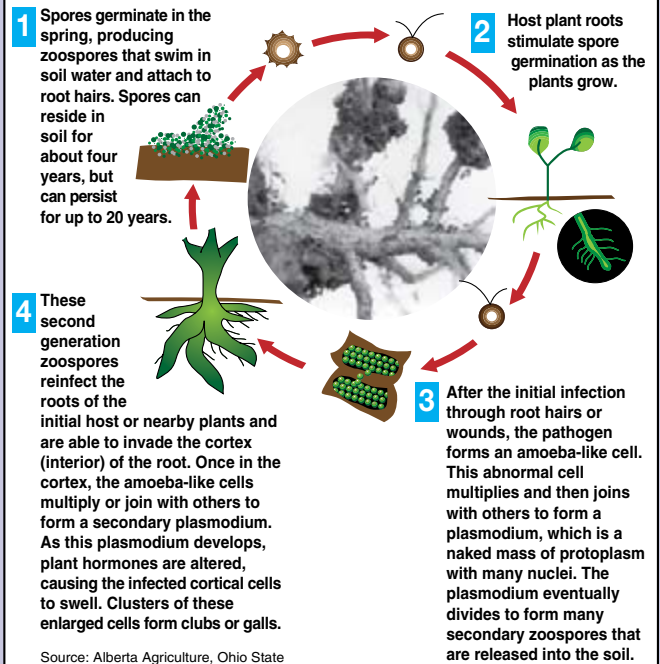 1
Spores germinate in the
spring, producing
zoospores that swim in
soil water and attach to
root hairs. Spores can
reside in
soil for
about four
years, but
can persist
for up to 20 years.
2
Host plant roots
stimulate spore
germination as the
plants grow.
3
After the initial infection
through root hairs or
wounds, the pathogen
forms an amoeba-like cell.
This abnormal cell
multiplies and then joins
with others to form a
plasmodium, which is a
naked mass of protoplasm
with many nuclei. The
plasmodium eventually
divides to form many
secondary zoospores that
are released into the soil.
4
These
second
generation
zoospores
reinfect the
roots of the
initial host or nearby plants and
are able to invade the cortex
(interior) of the root. Once in the
cortex, the amoeba-like cells
multiply or join with others to
form a secondary plasmodium.
As this plasmodium develops,
plant hormones are altered,
causing the infected cortical cells
to swell. Clusters of these
enlarged cells form clubs or galls.
Source: Alberta Agriculture, Ohio State